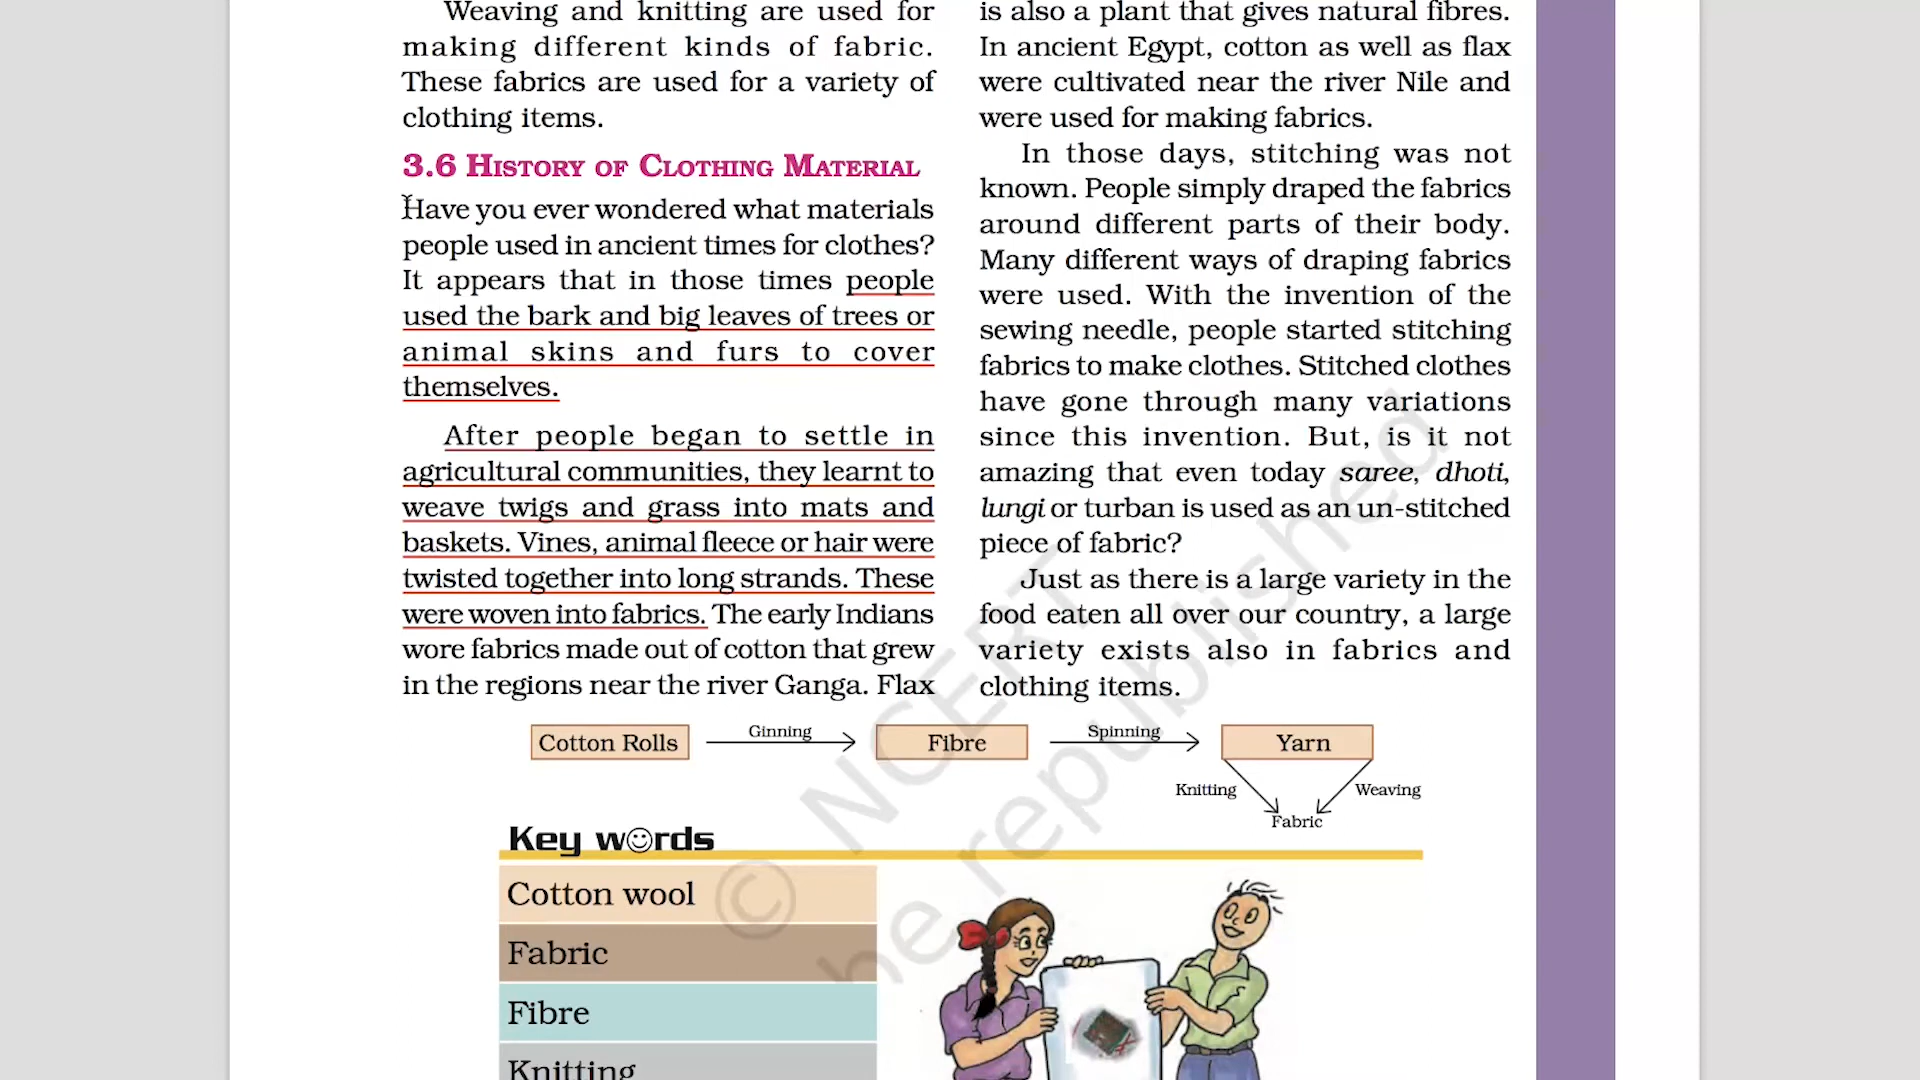 Weaving and knitting are used for
making different kinds of fabric.
These fabrics are used for a variety of
clothing items.
3.6 HISTORY OF CLOTHING MATERIAL
Have you ever wondered what materials
people used in ancient times for clothes?
It appears that in those times people
used the bark and big leaves of trees or
animal skins and furs to cover
themselves.
After people began to settle in
agricultural communities, they learnt to
weave twigs and grass into mats and
baskets. Vines, animal fleece or hair were
twisted together into long strands. These
were woven into fabrics. The early Indians
wore fabrics made out of cotton that grew
in the regions near the river Ganga. Flax
is also a plant that gives natural fibres.
In ancient Egypt, cotton as well as flax
were cultivated near the river Nile and
were used for making fabrics.
In those days, stitching was not
known. People simply draped the fabrics
around different parts of their body.
Many different ways of draping fabrics
were used. With the invention of the
sewing needle, people started stitching
fabrics to make clothes. Stitched clothes
have gone through many variations
since this invention. But, is it not
amazing that even today saree, dhoti,
lungi or turban is used as an un-stitched
piece of fabric?
Just as there is a large variety in the
food eaten all over our country, a large
variety exists also in fabrics and
clothing items.
Cotton Rolls
Ginning
Fibre
Spinning
Yarn
Knitting
Weaving
Fabric
Key words
Cotton wool
Fabric
Fibre
Knitting
© NCERT
be republished